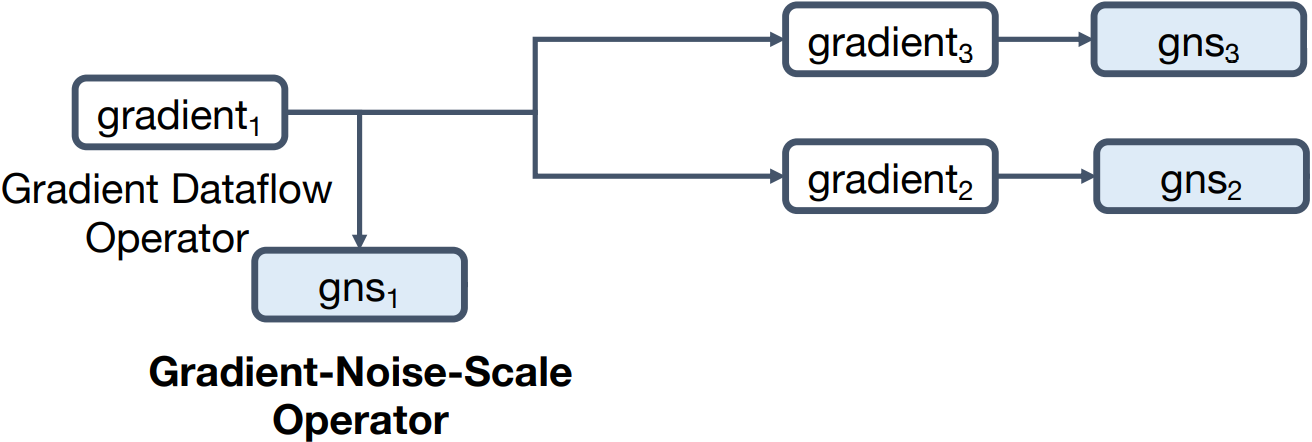 gradient₃
gns₃
gradient₁
gradient₂
gns₂
Gradient Dataflow
Operator
gns₁
Gradient-Noise-Scale
Operator